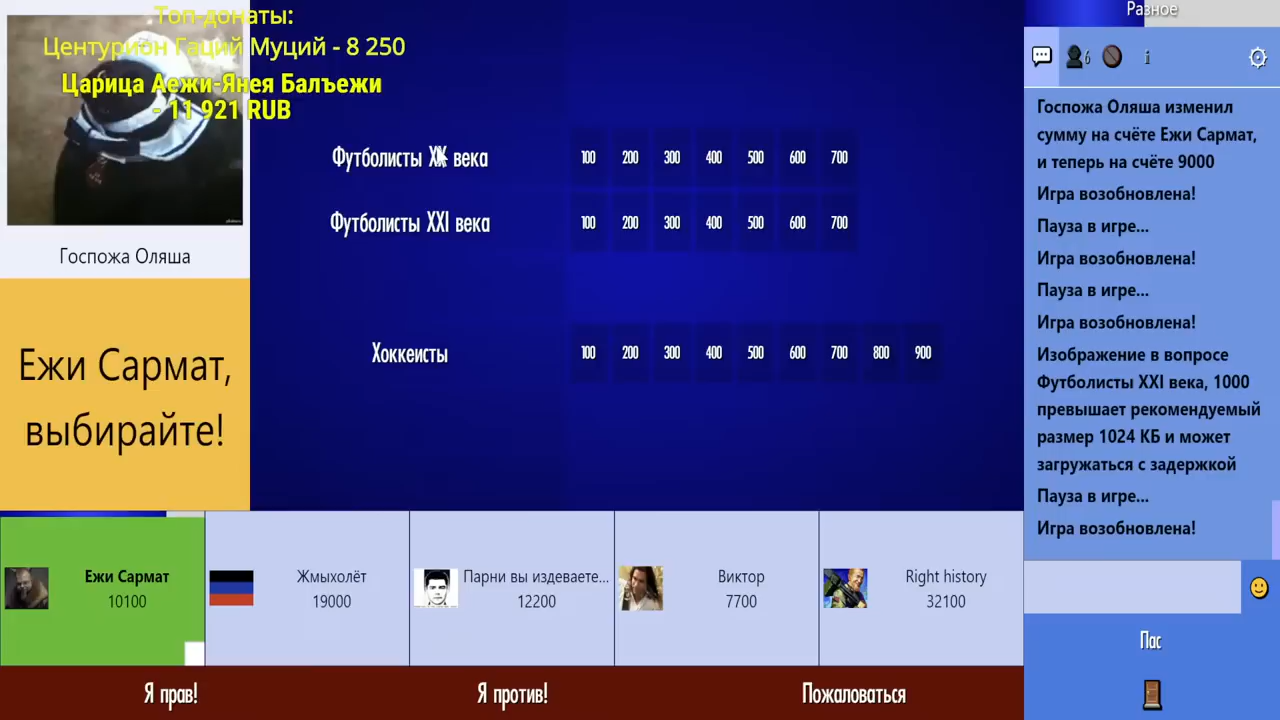 Топ-донаты:
Центурион Гаций Муций - 8 250
Царица Аежи-Янея Балъежи
- 11 921 RUB
Госпожа Оляша
Ежи Сармат,
выбирайте!
Футболисты XX века 100 200 300 400 500 600 700
Футболисты XXI века 100 200 300 400 500 600 700
Хоккеисты 100 200 300 400 500 600 700 800 900
Разное
6
i
Госпожа Оляша изменил
сумму на счёте Ежи Сармат,
и теперь на счёте 9000
Игра возобновлена!
Пауза в игре...
Игра возобновлена!
Пауза в игре...
Игра возобновлена!
Изображение в вопросе
Футболисты XXI века, 1000
превышает рекомендуемый
размер 1024 КБ и может
загружаться с задержкой
Пауза в игре...
Игра возобновлена!
Ежи Сармат
10100
Жмыхолёт
19000
Парни вы издеваете...
12200
Виктор
7700
Right history
32100
Пас
Я прав!
Я против!
Пожаловаться